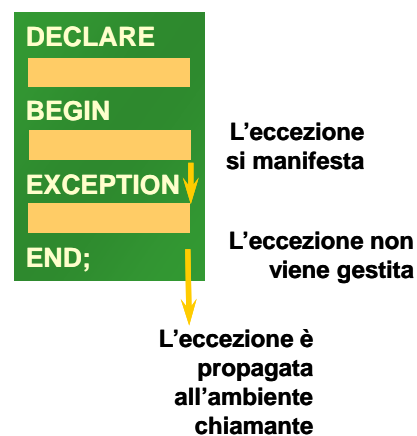 DECLARE
BEGIN
L'eccezione
si manifesta
EXCEPTION
L'eccezione non
viene gestita
END;
L'eccezione è
propagata
all'ambiente
chiamante